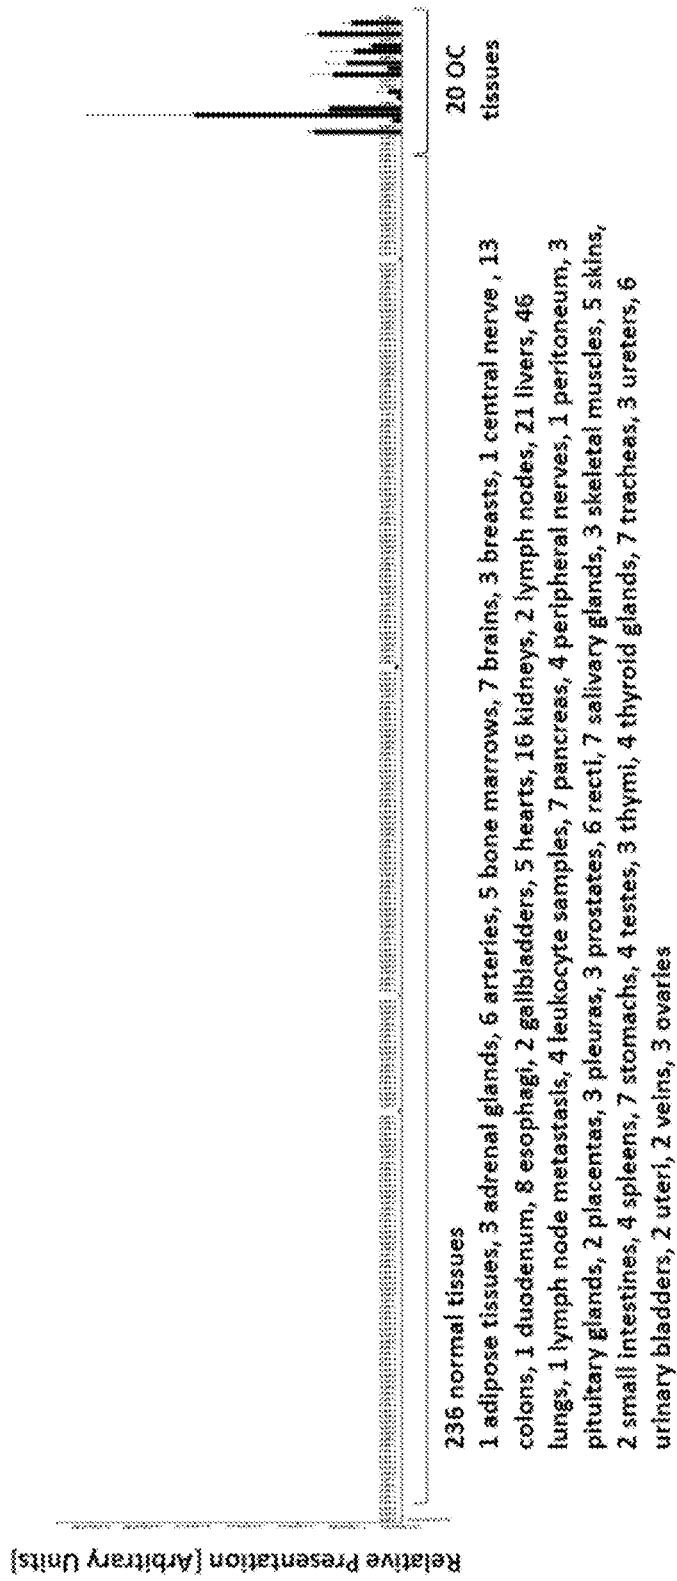 Relative Presentation [Arbitrary Units]
236 normal tissues
1 adipose tissues, 3 adrenal glands, 6 arteries, 5 bone marrows, 7 brains, 3 breasts, 1 central nerve , 13
colons, 1 duodenum, 8 esophagi, 2 gallbladders, 5 hearts, 16 kidneys, 2 lymph nodes, 21 livers, 46
lungs, 1 lymph node metastasis, 4 leukocyte samples, 7 pancreas, 4 peripheral nerves, 1 peritoneum, 3
pituitary glands, 2 placentas, 3 pleuras, 3 prostates, 6 recti, 7 salivary glands, 3 skeletal muscles, 5 skins,
2 small intestines, 4 spleens, 7 stomachs, 4 testes, 3 thymi, 4 thyroid glands, 7 tracheas, 3 ureters, 6
urinary bladders, 2 uteri, 2 veins, 3 ovaries
20 OC
tissues